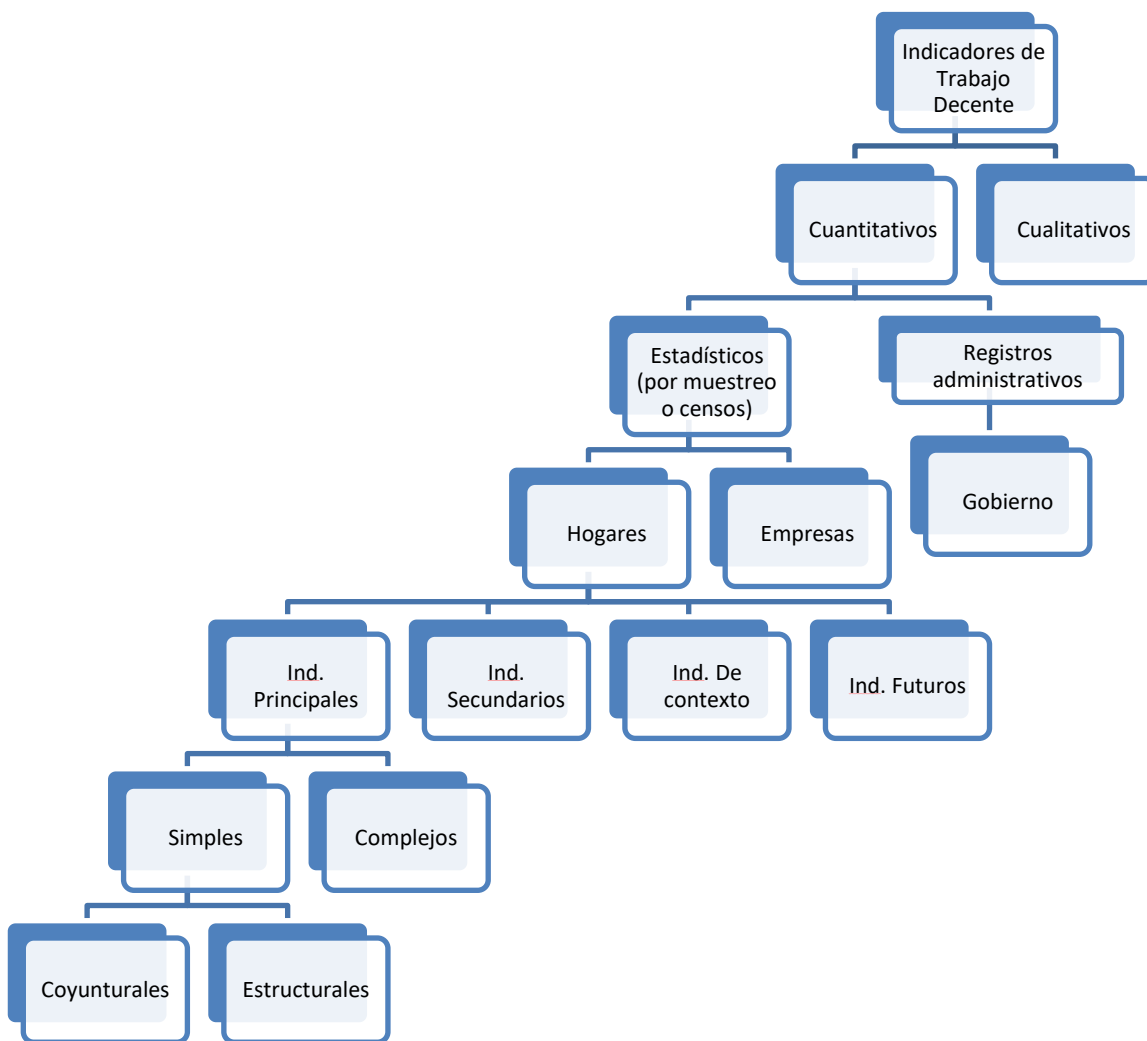 Indicadores de
Trabajo
Decente
Cuantitativos
Cualitativos
Estadísticos
(por muestreo
o censos)
Registros
administrativos
Hogares
Empresas
Gobierno
Ind.
Principales
Ind.
Secundarios
Ind. De
contexto
Ind. Futuros
Simples
Complejos
Coyunturales
Estructurales